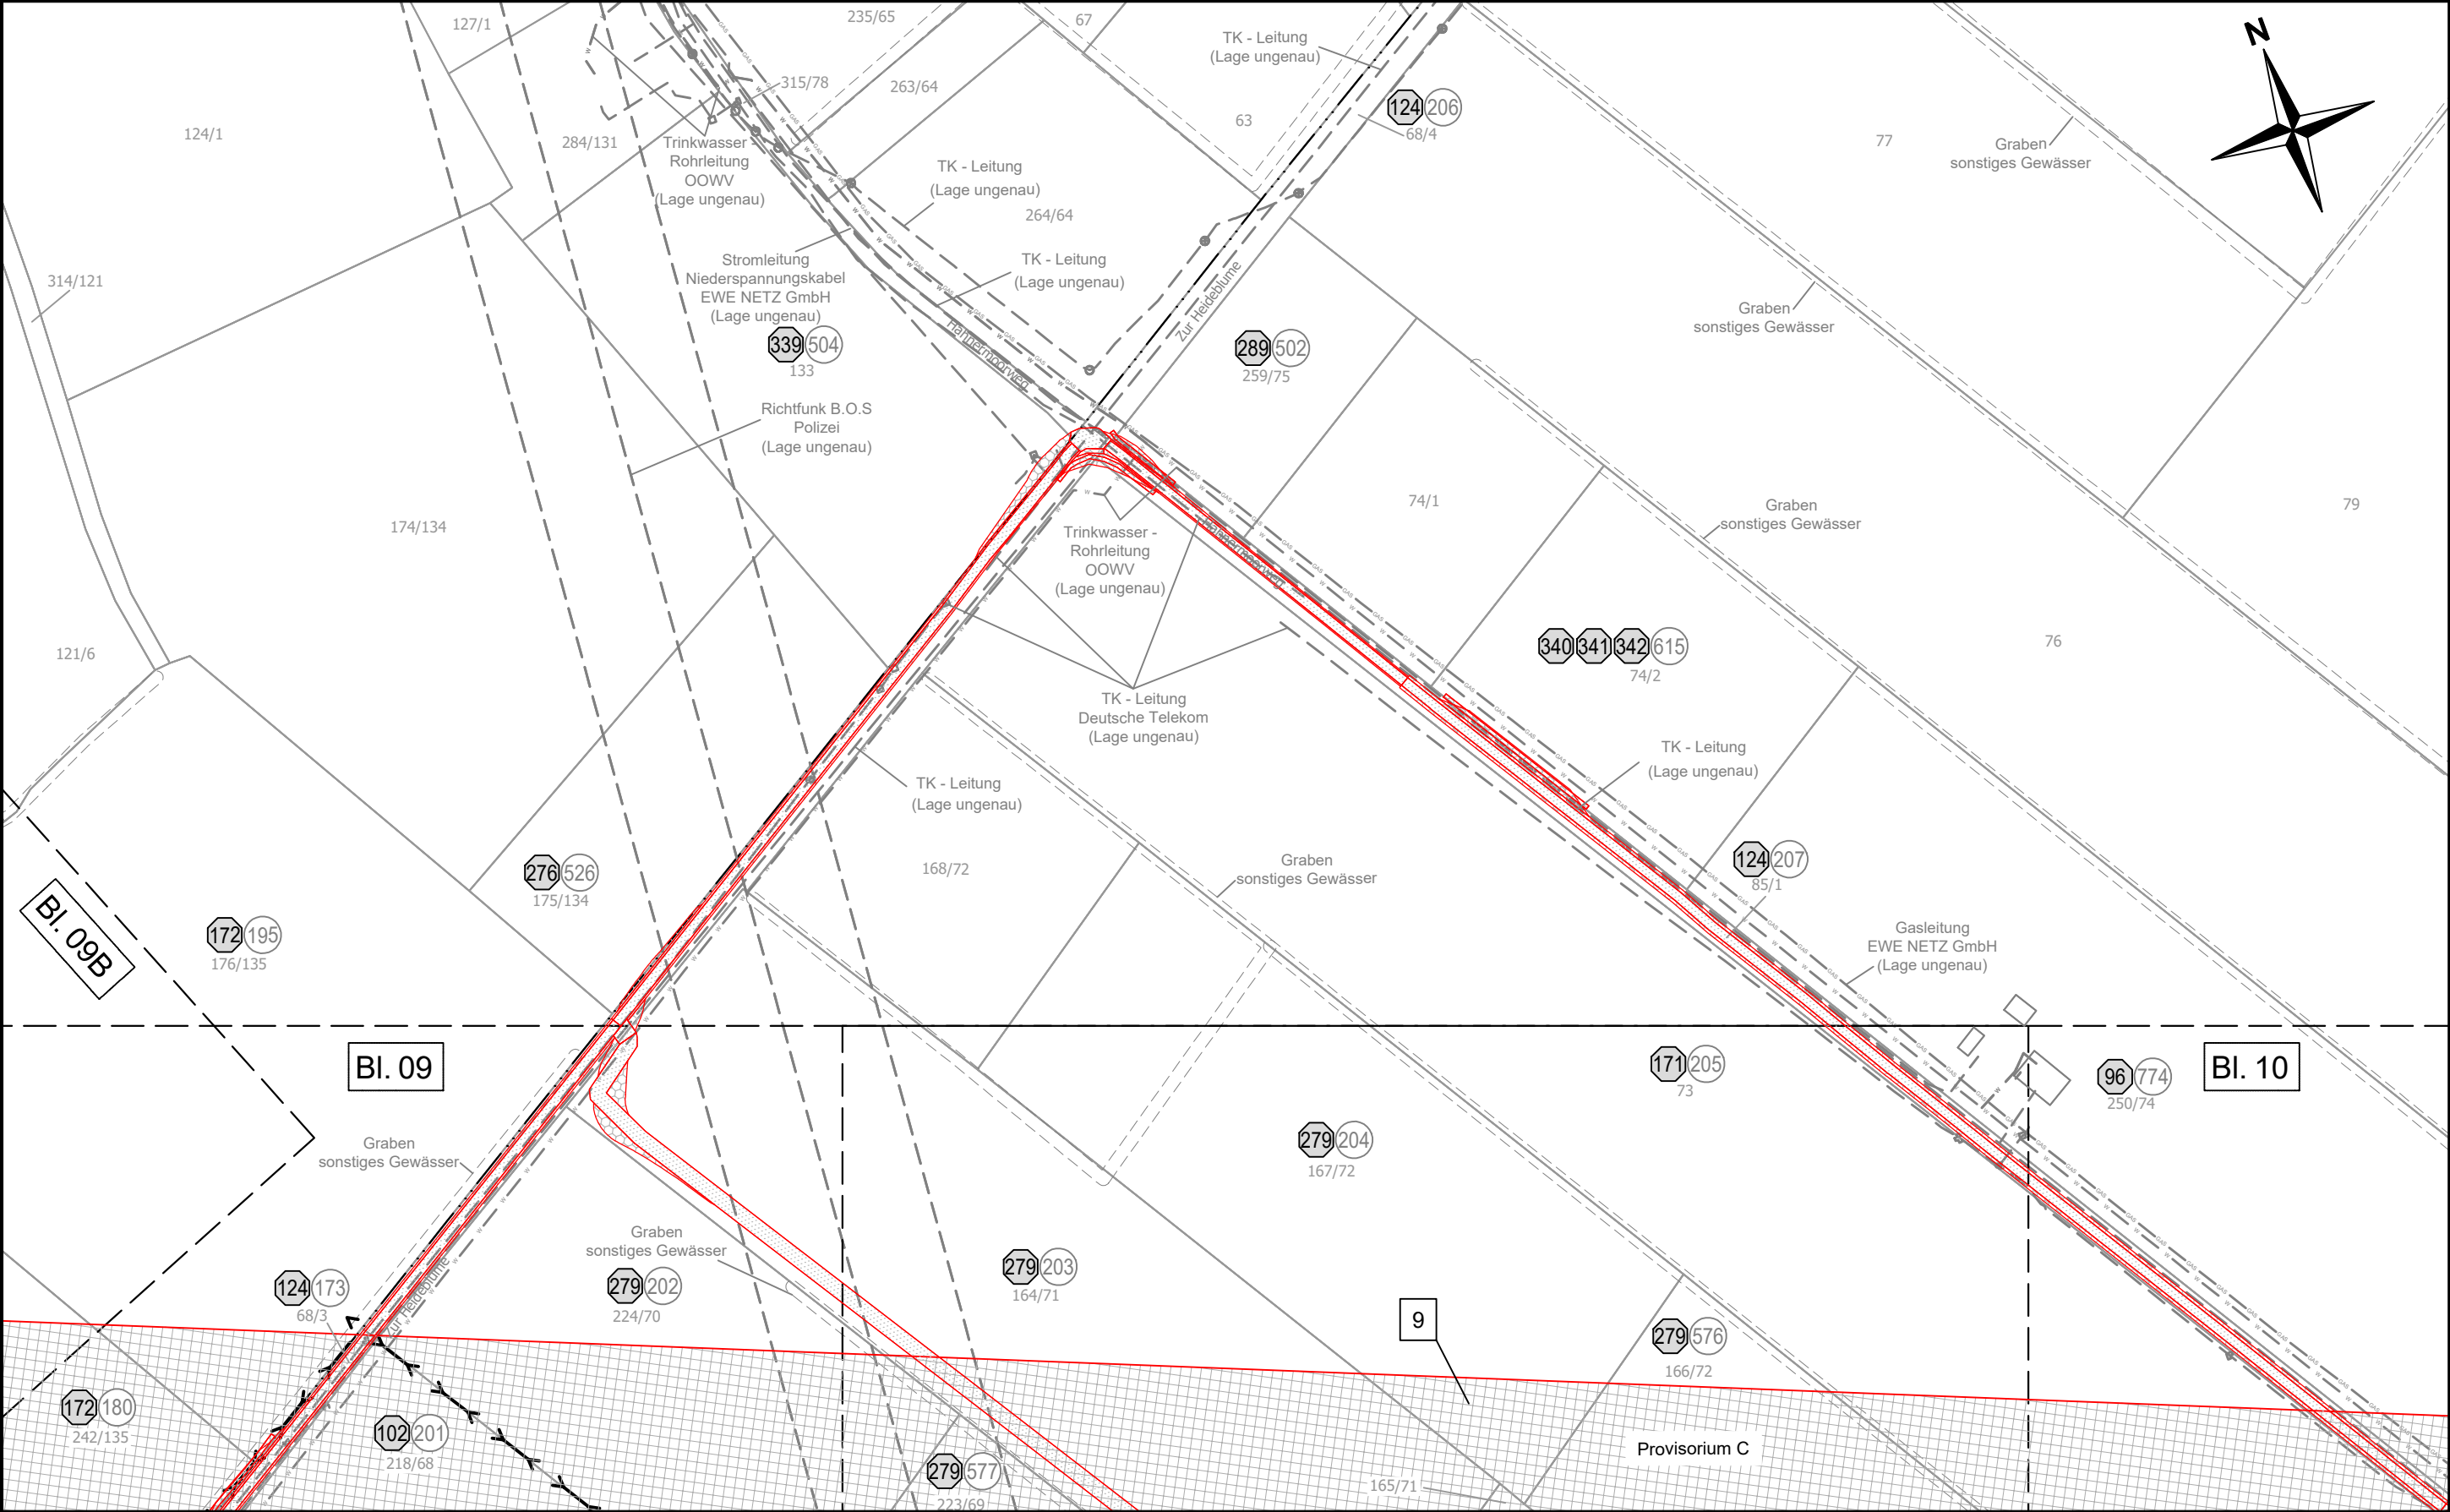 127/1
235/65
67
TK - Leitung
(Lage ungenau)
N
315/78
263/64
124 206
68/4
63
77
Graben
sonstiges Gewässer
124/1
284/131
Trinkwasser -
Rohrleitung
OOWV
(Lage ungenau)
TK - Leitung
(Lage ungenau)
264/64
314/121
Stromleitung
Niederspannungskabel
EWE NETZ GmbH
(Lage ungenau)
TK - Leitung
(Lage ungenau)
Zur Heideblume
Graben
sonstiges Gewässer
339 504
133
Hahnermoorweg
289 502
259/75
Richtfunk B.O.S
Polizei
(Lage ungenau)
174/134
74/1
Graben
sonstiges Gewässer
79
Trinkwasser -
Rohrleitung
OOWV
(Lage ungenau)
Hahnermoorweg
121/6
340 341 342 615
74/2
76
TK - Leitung
Deutsche Telekom
(Lage ungenau)
TK - Leitung
(Lage ungenau)
TK - Leitung
(Lage ungenau)
276 526
175/134
168/72
Graben
sonstiges Gewässer
124 207
85/1
Bl. 09B
172 195
176/135
Gasleitung
EWE NETZ GmbH
(Lage ungenau)
Bl. 09
171 205
73
96 774
250/74
Bl. 10
Graben
sonstiges Gewässer
279 204
167/72
Graben
sonstiges Gewässer
124 173
68/3
Zur Heideblume
279 202
224/70
279 203
164/71
9
279 576
166/72
172 180
242/135
102 201
218/68
Provisorium C
279 577
223/69
165/71